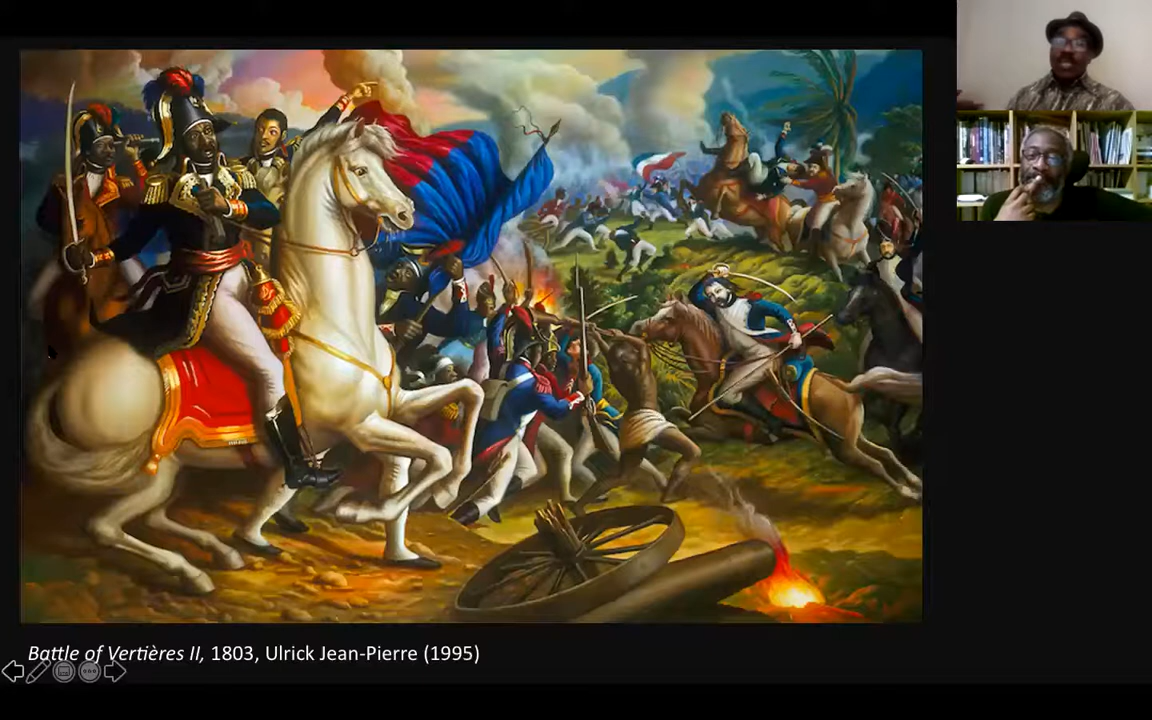 Battle of Vertières II, 1803, Ulrick Jean-Pierre (1995)